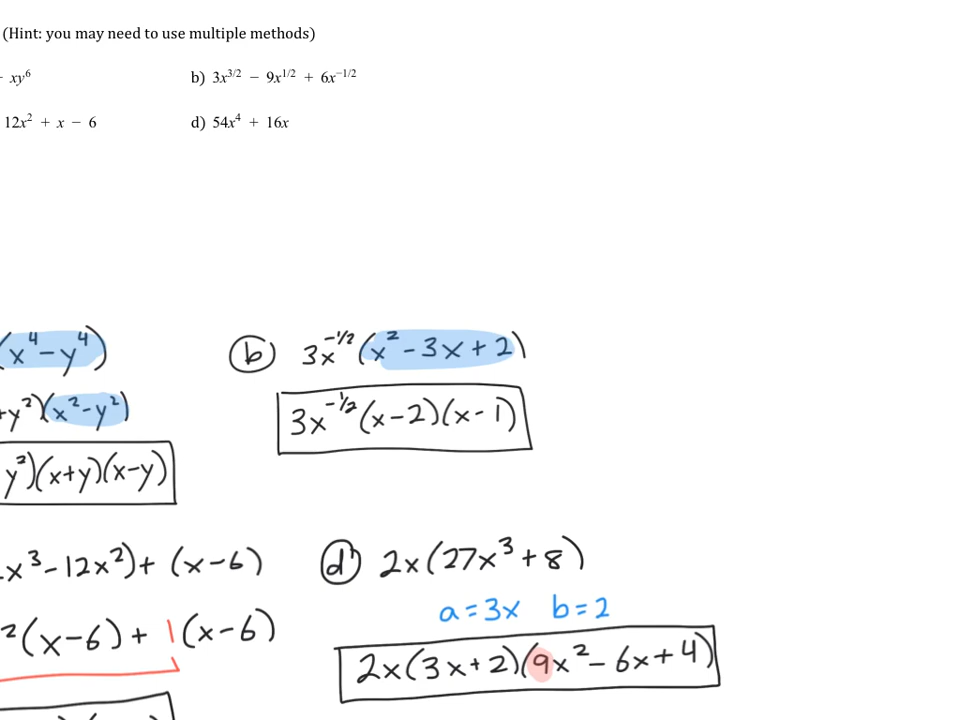 (Hint: you may need to use multiple methods)
- xy⁶ b) 3x^{3/2} − 9x^{1/2} + 6x^{−1/2}
12x² + x − 6 d) 54x⁴ + 16x
(x⁴−y⁴)
(b) 3x^{−1/2}(x²−3x+2)
+y²)(x²−y²)
3x^{−1/2}(x−2)(x−1)
y²)(x+y)(x−y)
x³−12x²)+(x−6)
(d) 2x(27x³+8)
a=3x b=2
²(x−6)+1(x−6)
2x(3x+2)(9x²−6x+4)